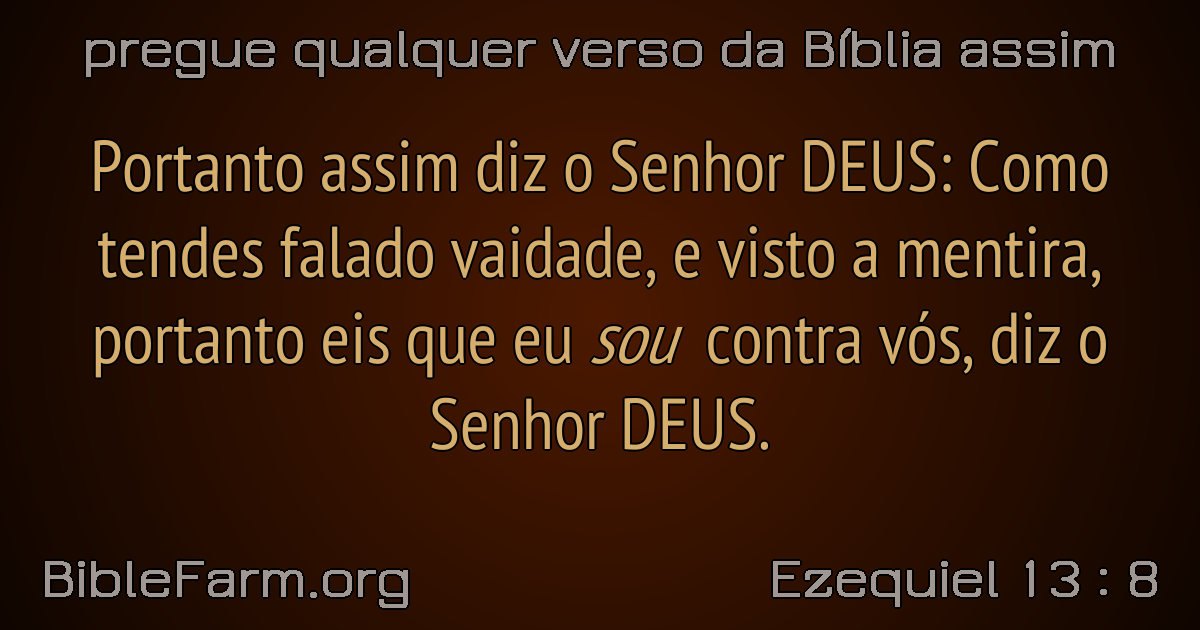 pregue qualquer verso da Bíblia assim
Portanto assim diz o Senhor DEUS: Como
tendes falado vaidade, e visto a mentira,
portanto eis que eu sou contra vós, diz o
Senhor DEUS.
BibleFarm.org
Ezequiel 13 : 8